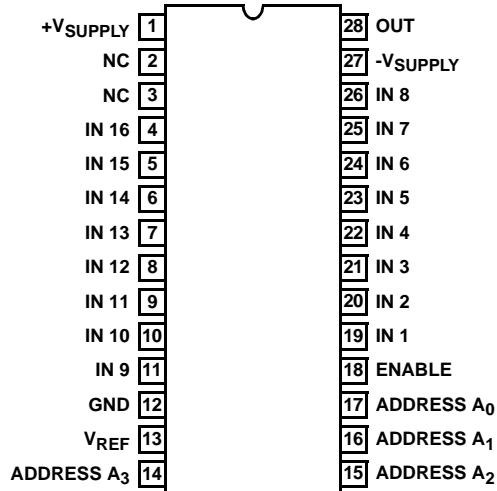 +VSUPPLY 1 28 OUT
NC 2 27 -VSUPPLY
NC 3 26 IN 8
IN 16 4 25 IN 7
IN 15 5 24 IN 6
IN 14 6 23 IN 5
IN 13 7 22 IN 4
IN 12 8 21 IN 3
IN 11 9 20 IN 2
IN 10 10 19 IN 1
IN 9 11 18 ENABLE
GND 12 17 ADDRESS A0
VREF 13 16 ADDRESS A1
ADDRESS A3 14 15 ADDRESS A2